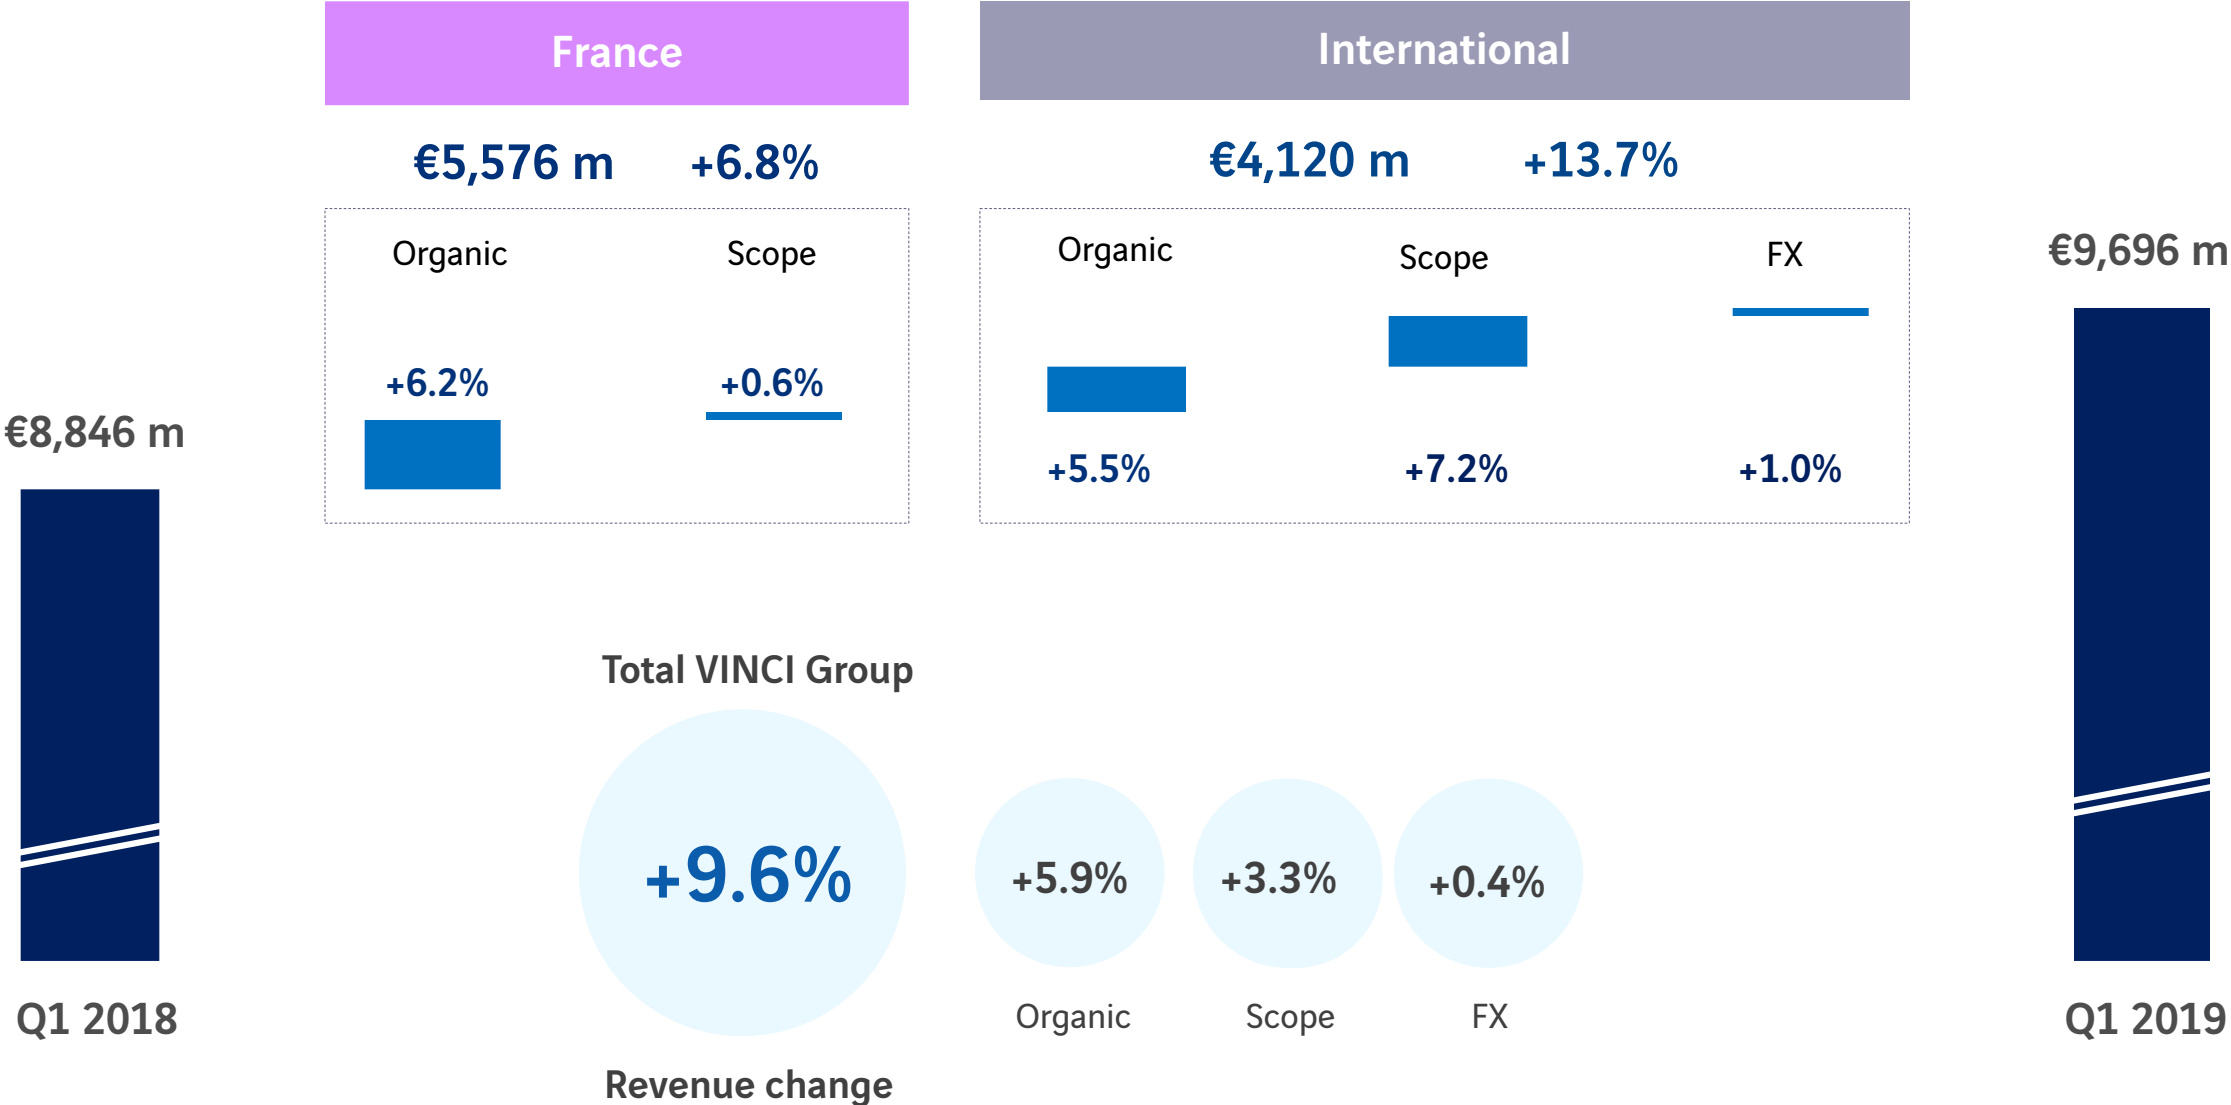 France
International
€5,576 m +6.8%
€4,120 m +13.7%
Organic Scope
Organic Scope FX
+6.2% +0.6%
+5.5% +7.2% +1.0%
€8,846 m
€9,696 m
Total VINCI Group
+9.6%
+5.9% +3.3% +0.4%
Organic Scope FX
Q1 2018
Q1 2019
Revenue change